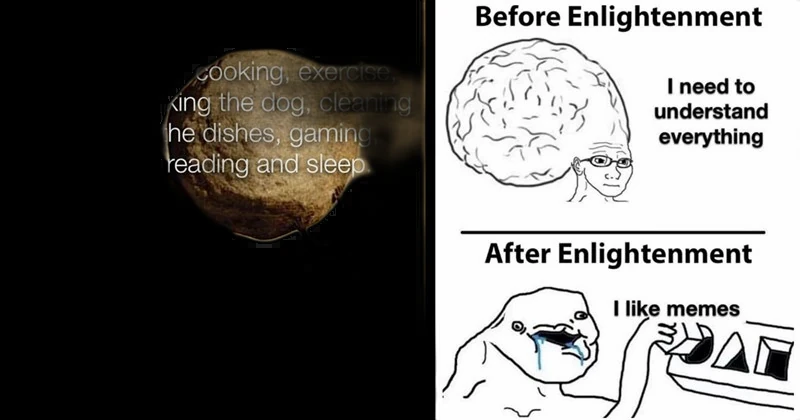 cooking, exercise,
king the dog, cleaning
he dishes, gaming,
reading and sleep
Before Enlightenment
I need to
understand
everything
After Enlightenment
I like memes